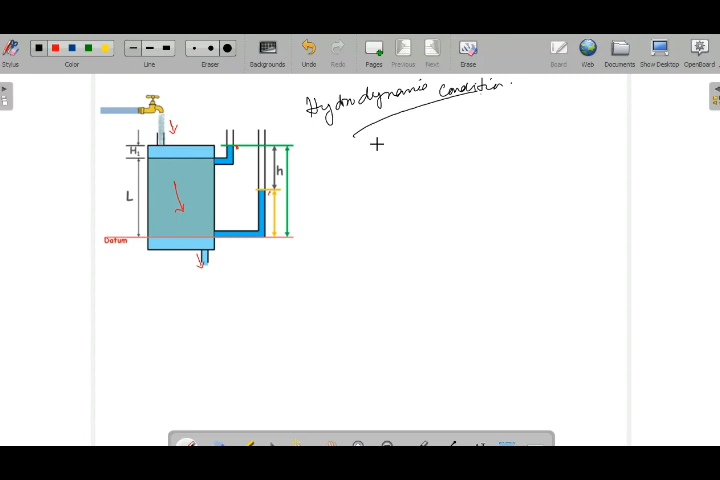 Stylus
Color
Line
Eraser
Backgrounds
Undo
Redo
Pages
Previous
Next
Erase
Board
Web
Documents
Show Desktop
OpenBoard
Hydrodynamic condition.
H₁
L
h
Datum